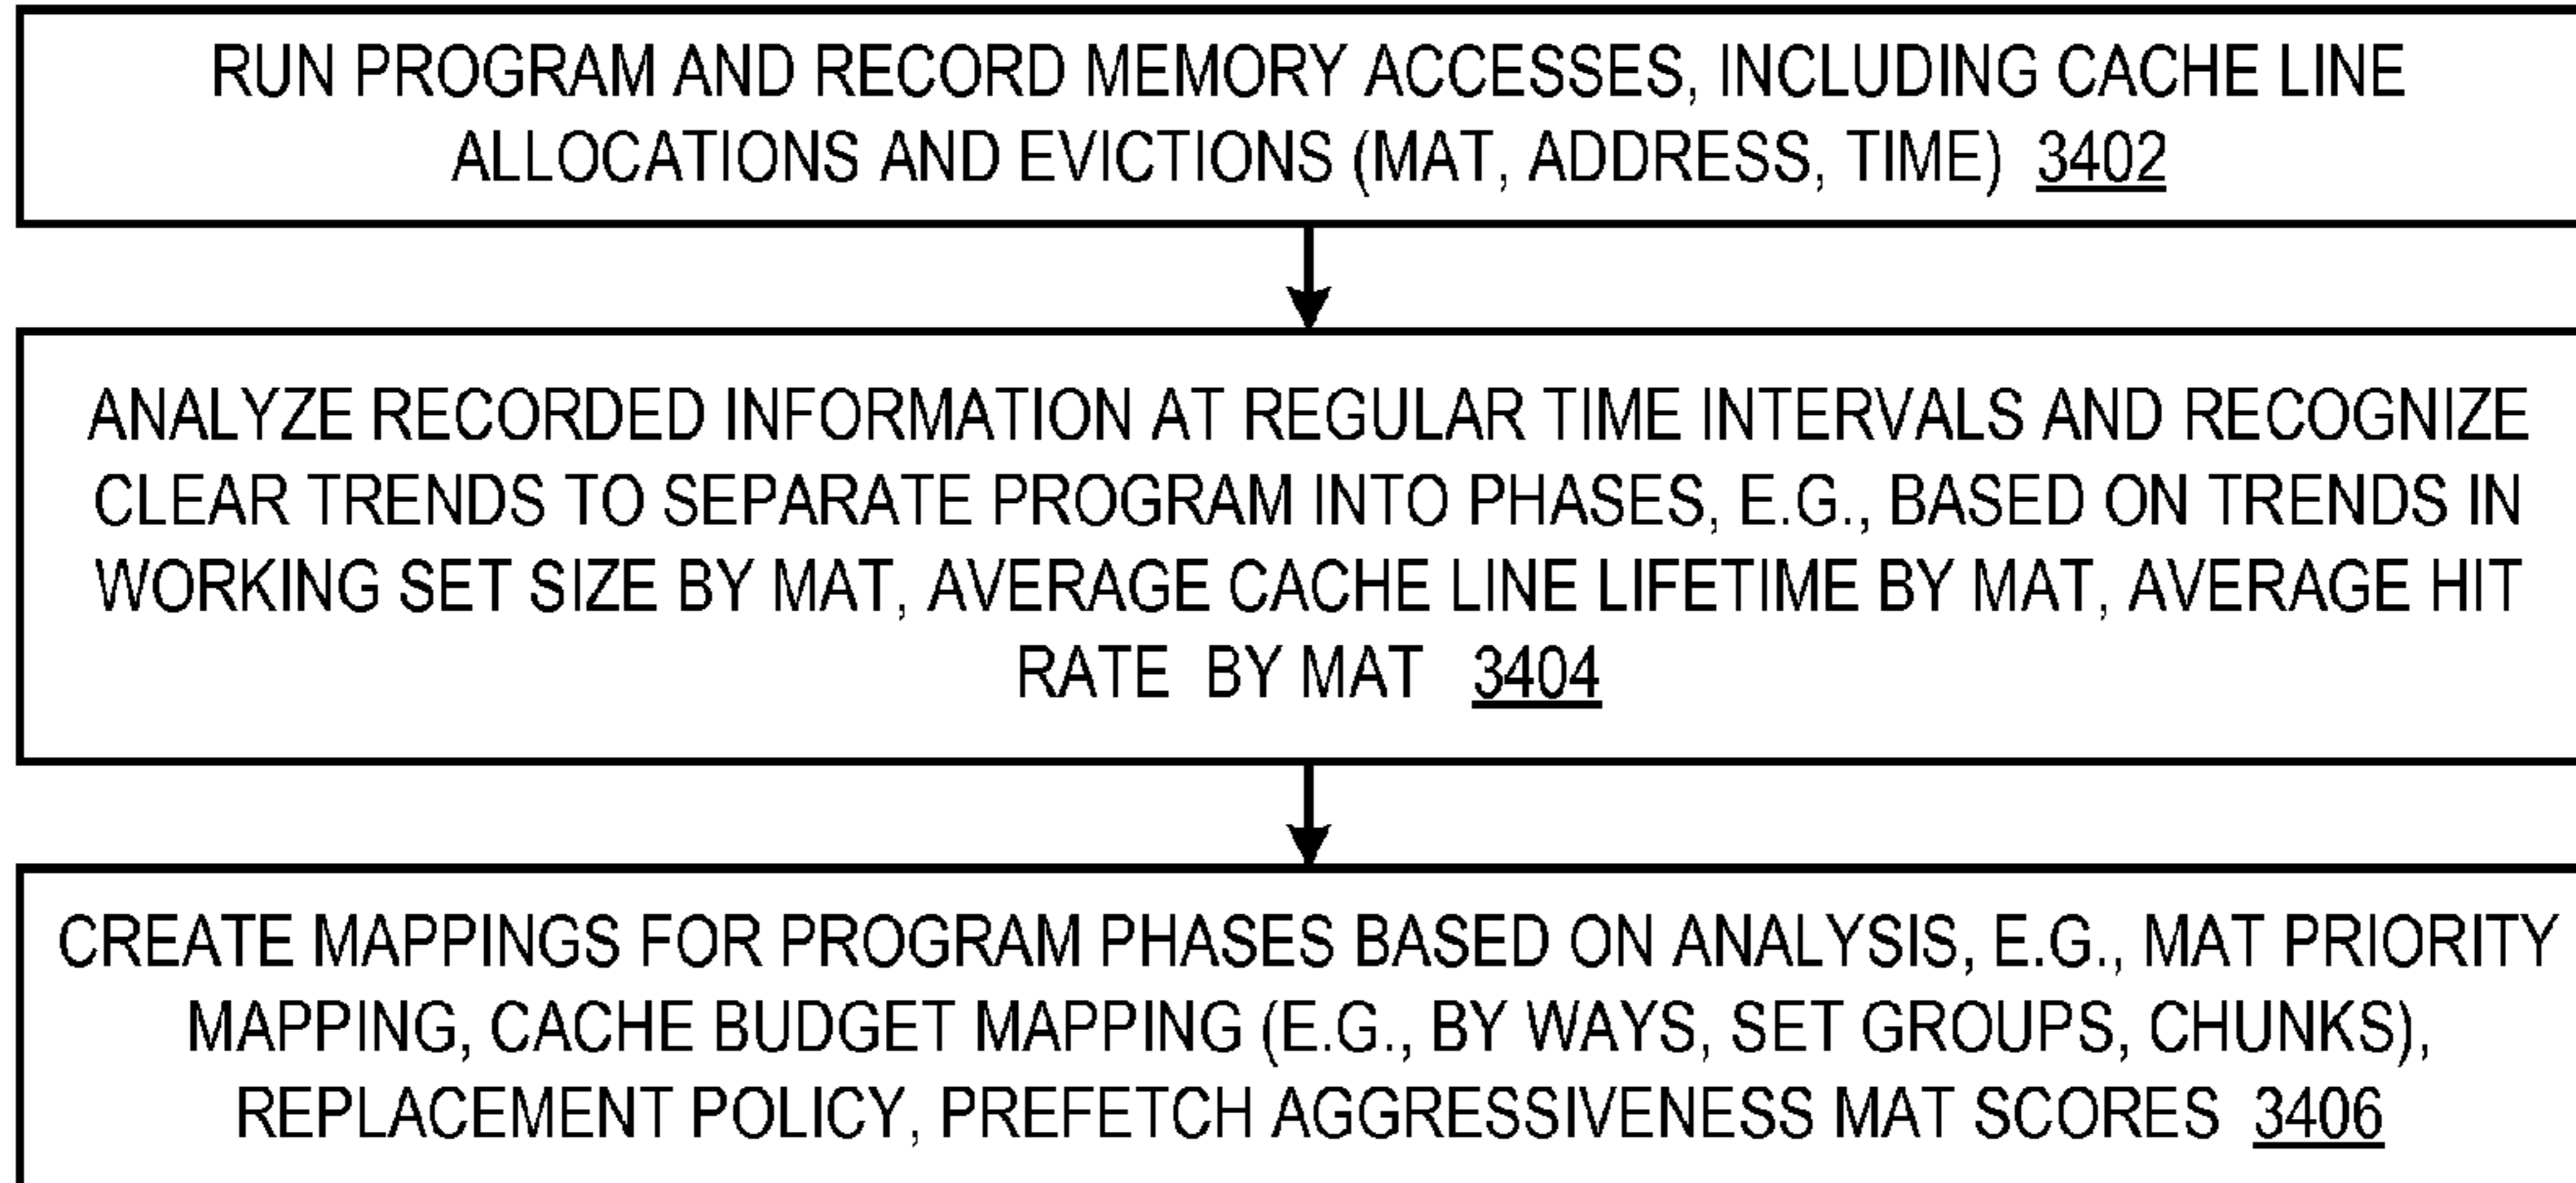 RUN PROGRAM AND RECORD MEMORY ACCESSES, INCLUDING CACHE LINE
ALLOCATIONS AND EVICTIONS (MAT, ADDRESS, TIME) 3402
ANALYZE RECORDED INFORMATION AT REGULAR TIME INTERVALS AND RECOGNIZE
CLEAR TRENDS TO SEPARATE PROGRAM INTO PHASES, E.G., BASED ON TRENDS IN
WORKING SET SIZE BY MAT, AVERAGE CACHE LINE LIFETIME BY MAT, AVERAGE HIT
RATE BY MAT 3404
CREATE MAPPINGS FOR PROGRAM PHASES BASED ON ANALYSIS, E.G., MAT PRIORITY
MAPPING, CACHE BUDGET MAPPING (E.G., BY WAYS, SET GROUPS, CHUNKS),
REPLACEMENT POLICY, PREFETCH AGGRESSIVENESS MAT SCORES 3406